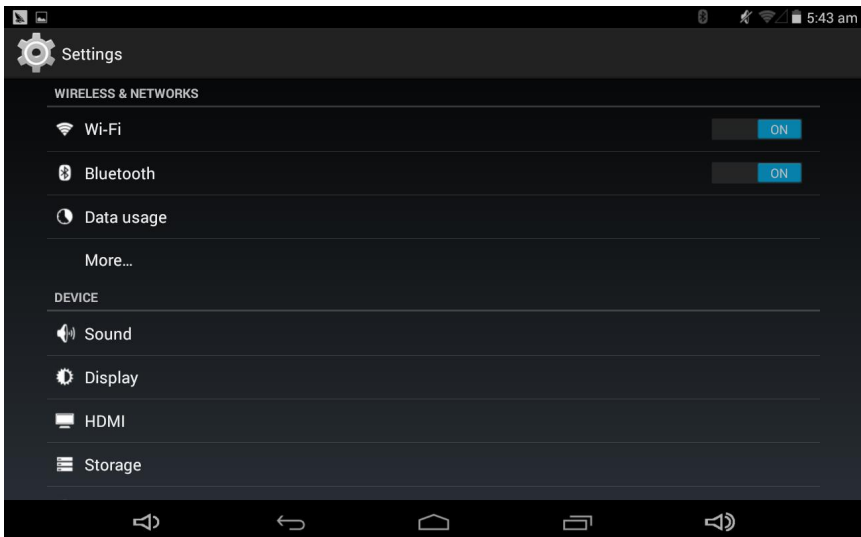 5:43 am
Settings
WIRELESS & NETWORKS
Wi-Fi
ON
Bluetooth
ON
Data usage
More...
DEVICE
Sound
Display
HDMI
Storage